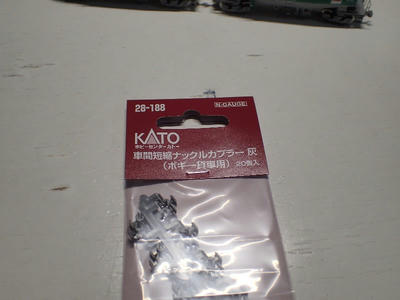 28-188 N-GAUGE
KATO
ホビーセンターカトー
車間短縮ナックルカプラー 灰
(ボギー貨車用) 20個入